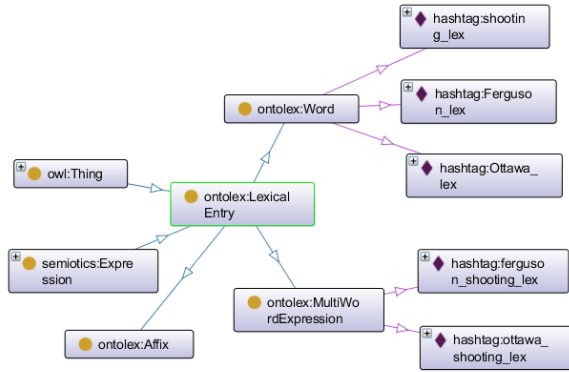 hashtag:shootin
g_lex
hashtag:Ferguso
n_lex
ontolex:Word
hashtag:Ottawa_
lex
owl:Thing
ontolex:Lexical
Entry
semiotics:Expre
ssion
hashtag:ferguso
n_shooting_lex
ontolex:MultiWo
rdExpression
ontolex:Affix
hashtag:ottawa_
shooting_lex